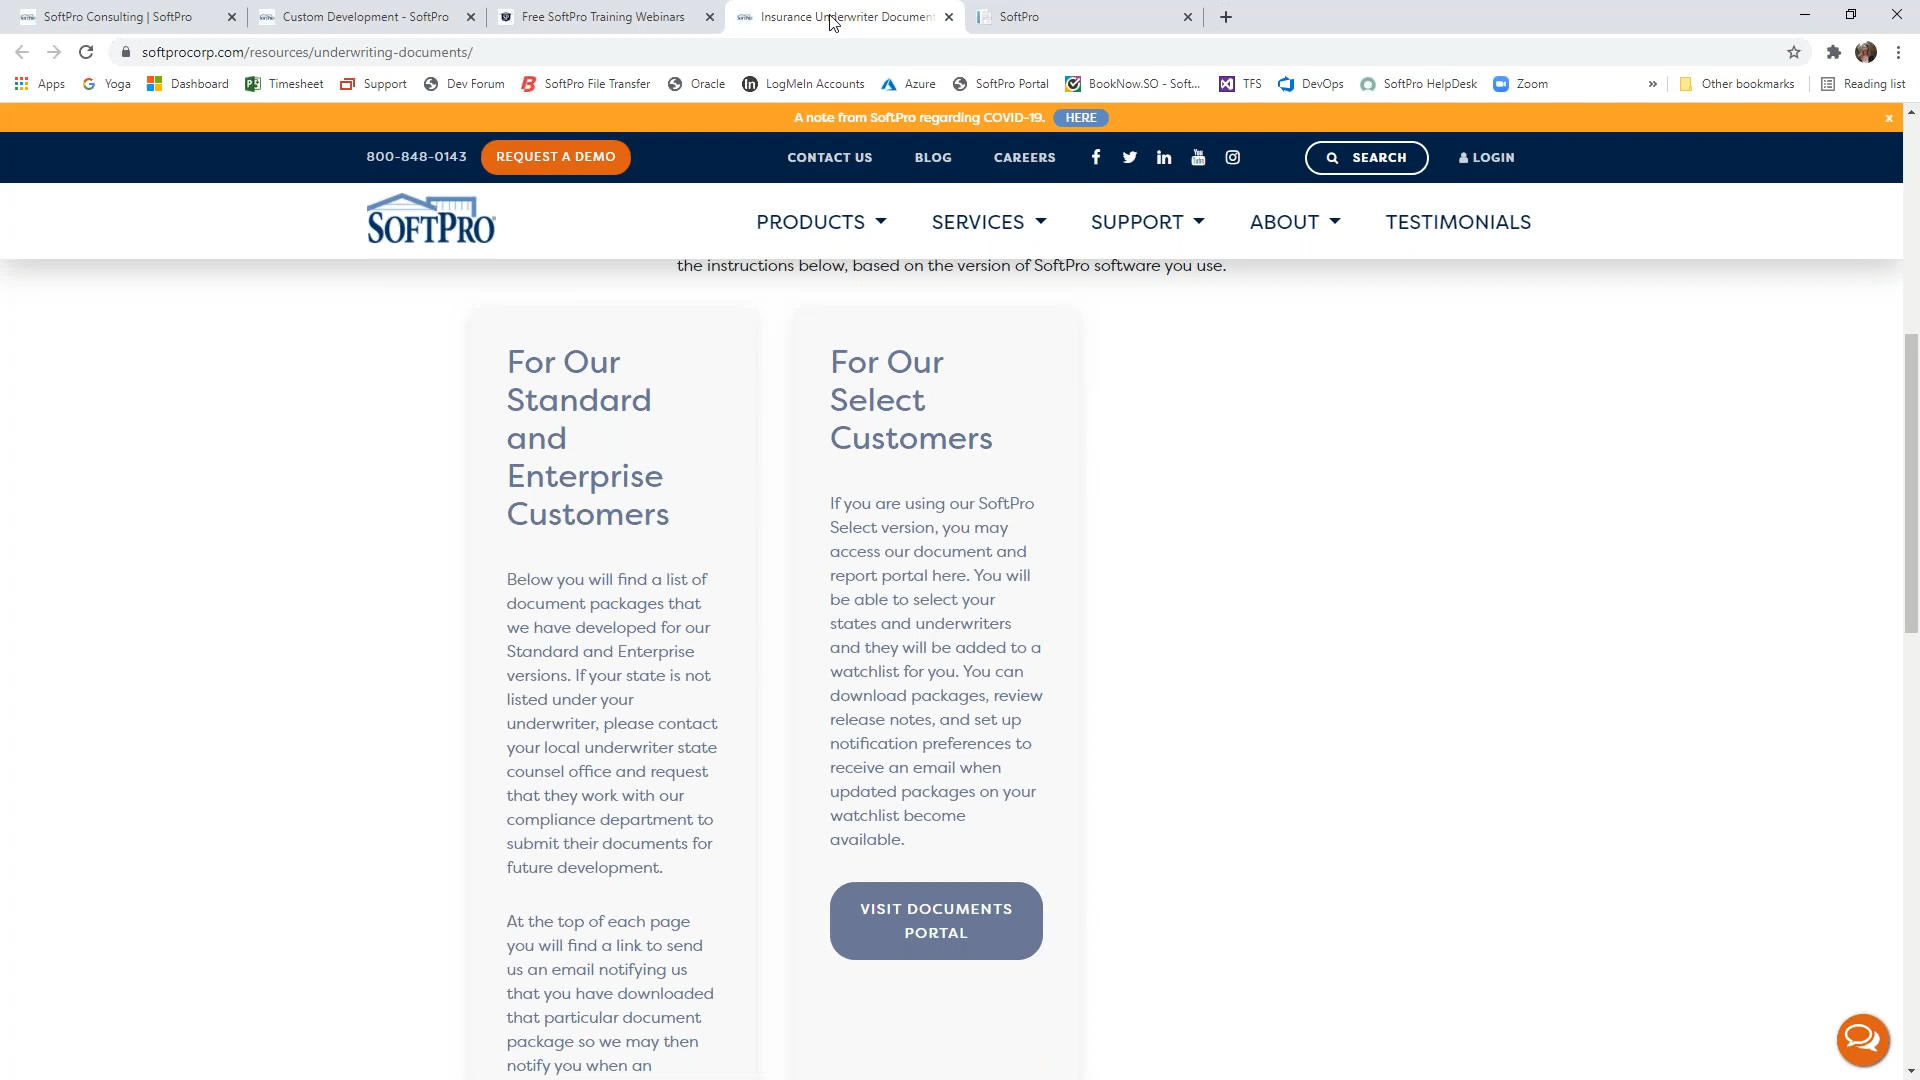 SoftPro Consulting | SoftPro
Custom Development - SoftPro
Free SoftPro Training Webinars
Insurance Underwriter Document
SoftPro
softprocorp.com/resources/underwriting-documents/
Apps
Yoga
Dashboard
Timesheet
Support
Dev Forum
SoftPro File Transfer
Oracle
LogMeIn Accounts
Azure
SoftPro Portal
BookNow.SO - Soft...
TFS
DevOps
SoftPro HelpDesk
Zoom
»
Other bookmarks
Reading list
A note from SoftPro regarding COVID-19. HERE
x
800-848-0143
REQUEST A DEMO
CONTACT US
BLOG
CAREERS
SEARCH
LOGIN
SOFTPRO
PRODUCTS
SERVICES
SUPPORT
ABOUT
TESTIMONIALS
the instructions below, based on the version of SoftPro software you use.
For Our
Standard
and
Enterprise
Customers
Below you will find a list of
document packages that
we have developed for our
Standard and Enterprise
versions. If your state is not
listed under your
underwriter, please contact
your local underwriter state
counsel office and request
that they work with our
compliance department to
submit their documents for
future development.
At the top of each page
you will find a link to send
us an email notifying us
that you have downloaded
that particular document
package so we may then
notify you when an
For Our
Select
Customers
If you are using our SoftPro
Select version, you may
access our document and
report portal here. You will
be able to select your
states and underwriters
and they will be added to a
watchlist for you. You can
download packages, review
release notes, and set up
notification preferences to
receive an email when
updated packages on your
watchlist become
available.
VISIT DOCUMENTS
PORTAL